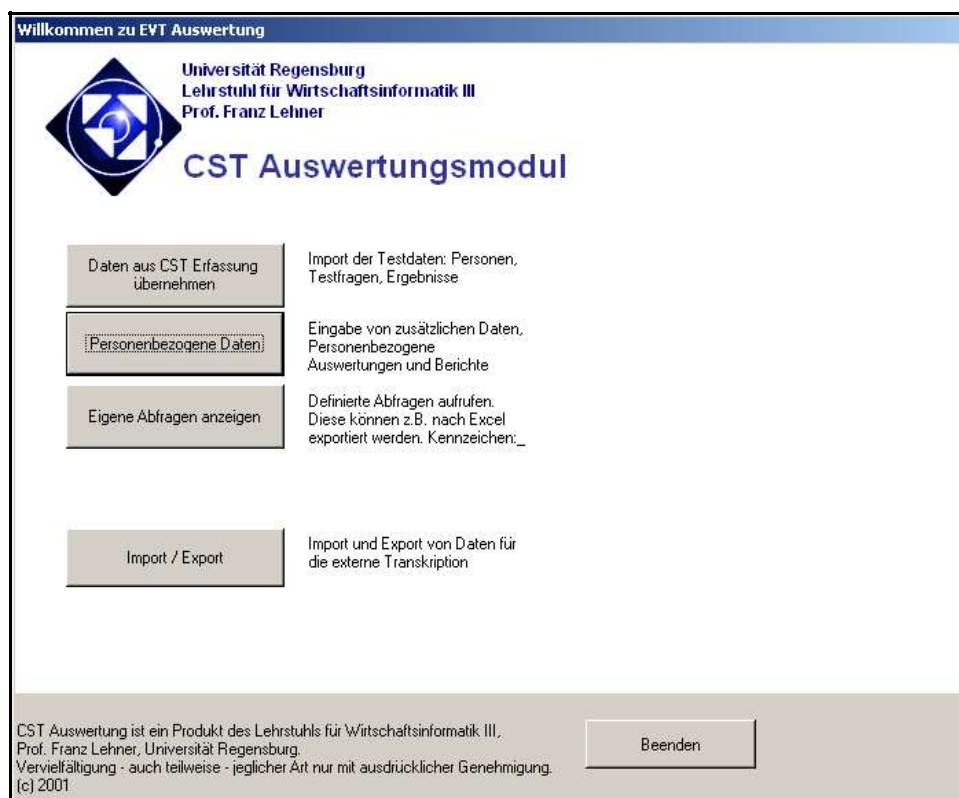 Willkommen zu EVT Auswertung
Universität Regensburg
Lehrstuhl für Wirtschaftsinformatik III
Prof. Franz Lehner
CST Auswertungsmodul
Daten aus CST Erfassung
übernehmen
Import der Testdaten: Personen,
Testfragen, Ergebnisse
Personenbezogene Daten
Eingabe von zusätzlichen Daten,
Personenbezogene
Auswertungen und Berichte
Eigene Abfragen anzeigen
Definierte Abfragen aufrufen.
Diese können z.B. nach Excel
exportiert werden. Kennzeichen:_
Import / Export
Import und Export von Daten für
die externe Transkription
CST Auswertung ist ein Produkt des Lehrstuhls für Wirtschaftsinformatik III,
Prof. Franz Lehner, Universität Regensburg.
Vervielfältigung - auch teilweise - jeglicher Art nur mit ausdrücklicher Genehmigung.
(c) 2001
Beenden